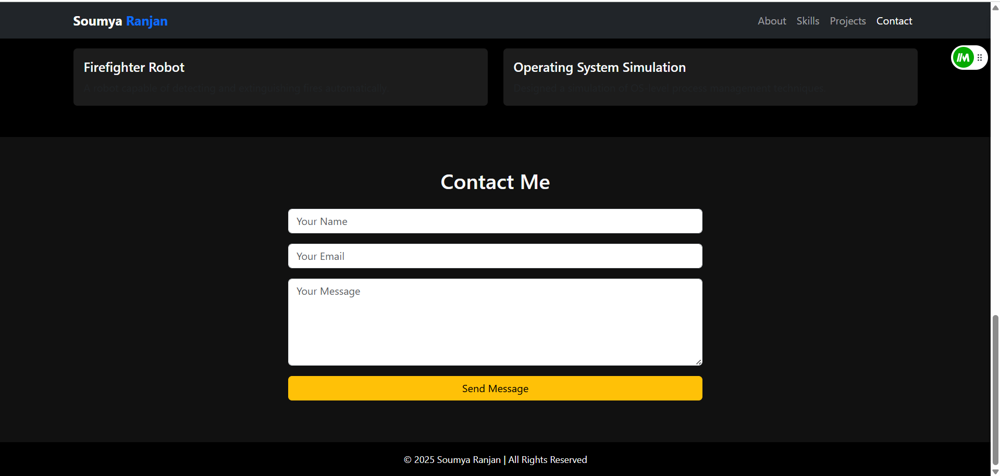 Soumya Ranjan
About Skills Projects Contact
Firefighter Robot
A robot capable of detecting and extinguishing fires automatically.
Operating System Simulation
Designed a simulation of OS-level process management techniques.
Contact Me
Your Name
Your Email
Your Message
Send Message
© 2025 Soumya Ranjan | All Rights Reserved